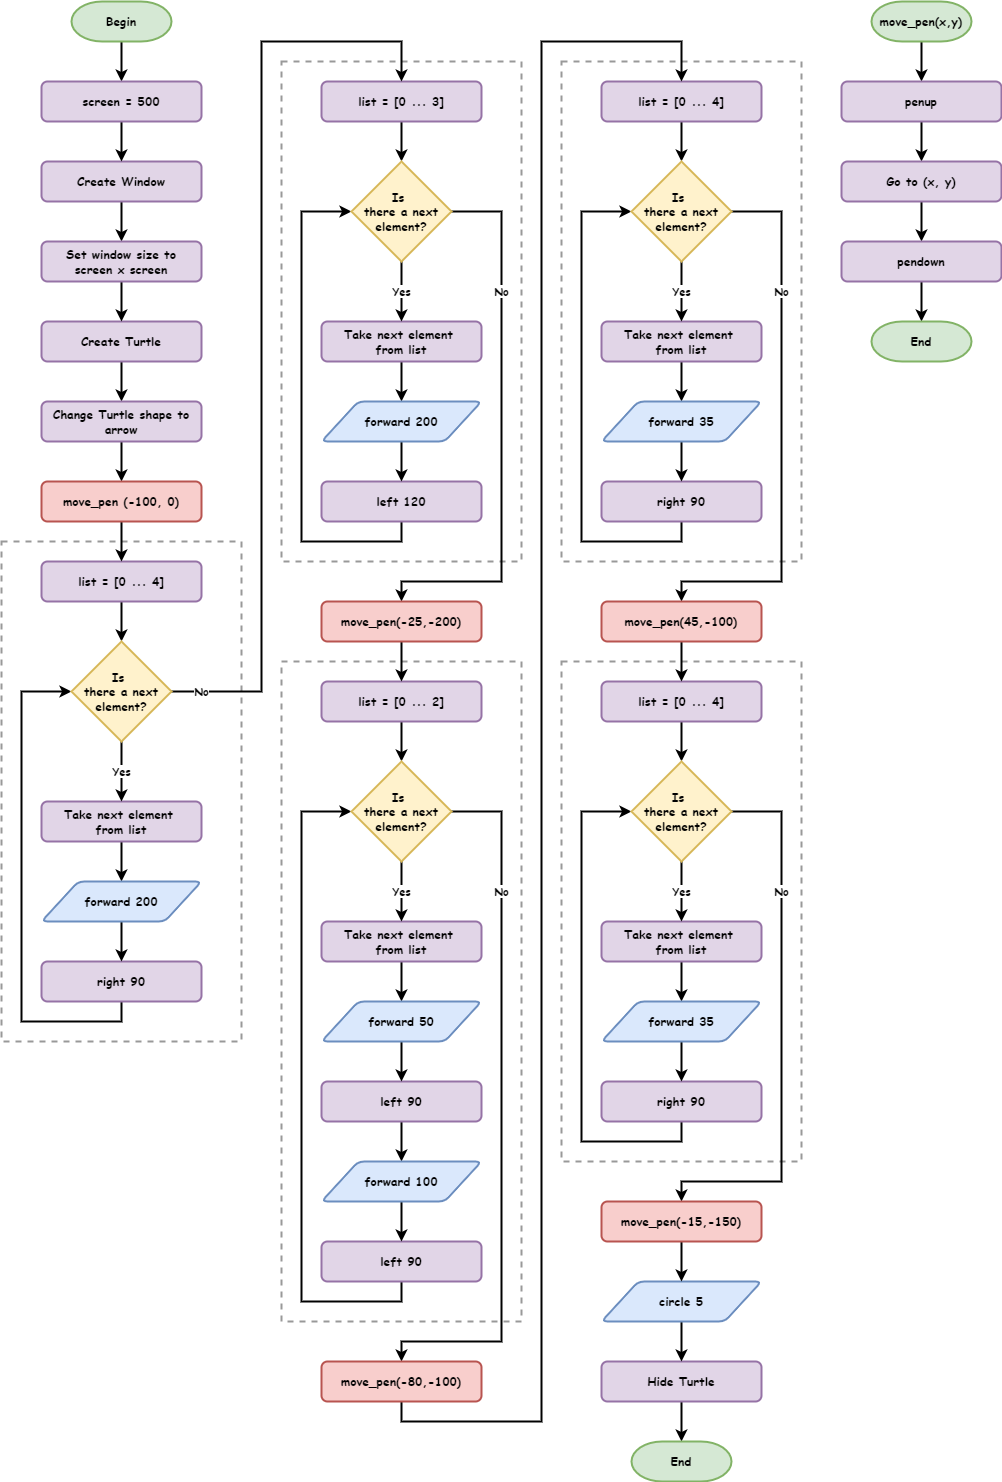 Begin
screen = 500
Create Window
Set window size to
screen x screen
Create Turtle
Change Turtle shape to
arrow
move_pen (-100, 0)
list = [0 ... 4]
Is
there a next
element?
No
Yes
Take next element
from list
forward 200
right 90
list = [0 ... 3]
Is
there a next
element?
Yes
No
Take next element
from list
forward 200
left 120
move_pen(-25,-200)
list = [0 ... 2]
Is
there a next
element?
Yes
No
Take next element
from list
forward 50
left 90
forward 100
left 90
move_pen(-80,-100)
list = [0 ... 4]
Is
there a next
element?
Yes
No
Take next element
from list
forward 35
right 90
move_pen(45,-100)
list = [0 ... 4]
Is
there a next
element?
Yes
No
Take next element
from list
forward 35
right 90
move_pen(-15,-150)
circle 5
Hide Turtle
End
move_pen(x,y)
penup
Go to (x, y)
pendown
End